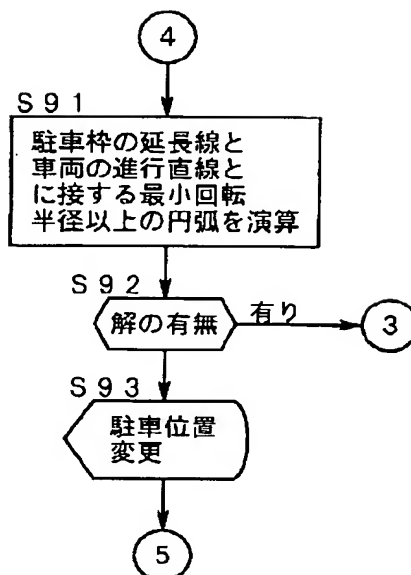 4
S91
駐車枠の延長線と
車両の進行直線と
に接する最小回転
半径以上の円弧を演算
S92
解の有無
有り
3
S93
駐車位置
変更
5